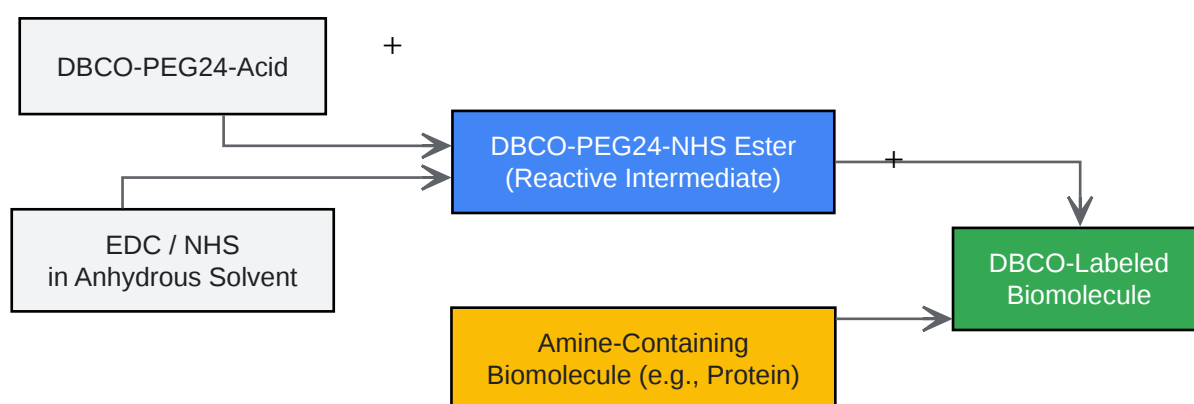 DBCO-PEG24-Acid
+
DBCO-PEG24-NHS Ester
(Reactive Intermediate)
+
EDC / NHS
in Anhydrous Solvent
DBCO-Labeled
Biomolecule
Amine-Containing
Biomolecule (e.g., Protein)